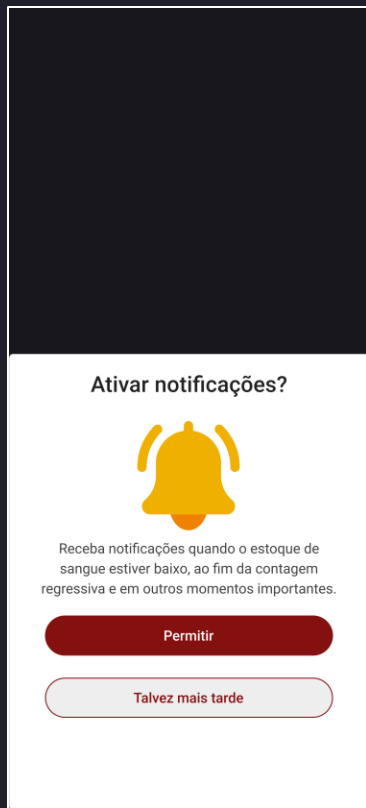 Ativar notificações?
Receba notificações quando o estoque de
sangue estiver baixo, ao fim da contagem
regressiva e em outros momentos importantes.
Permitir
Talvez mais tarde